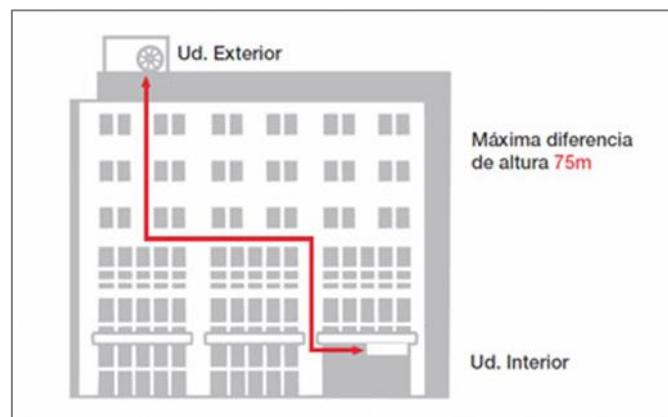 Ud. Exterior
Máxima diferencia
de altura 75m
Ud. Interior